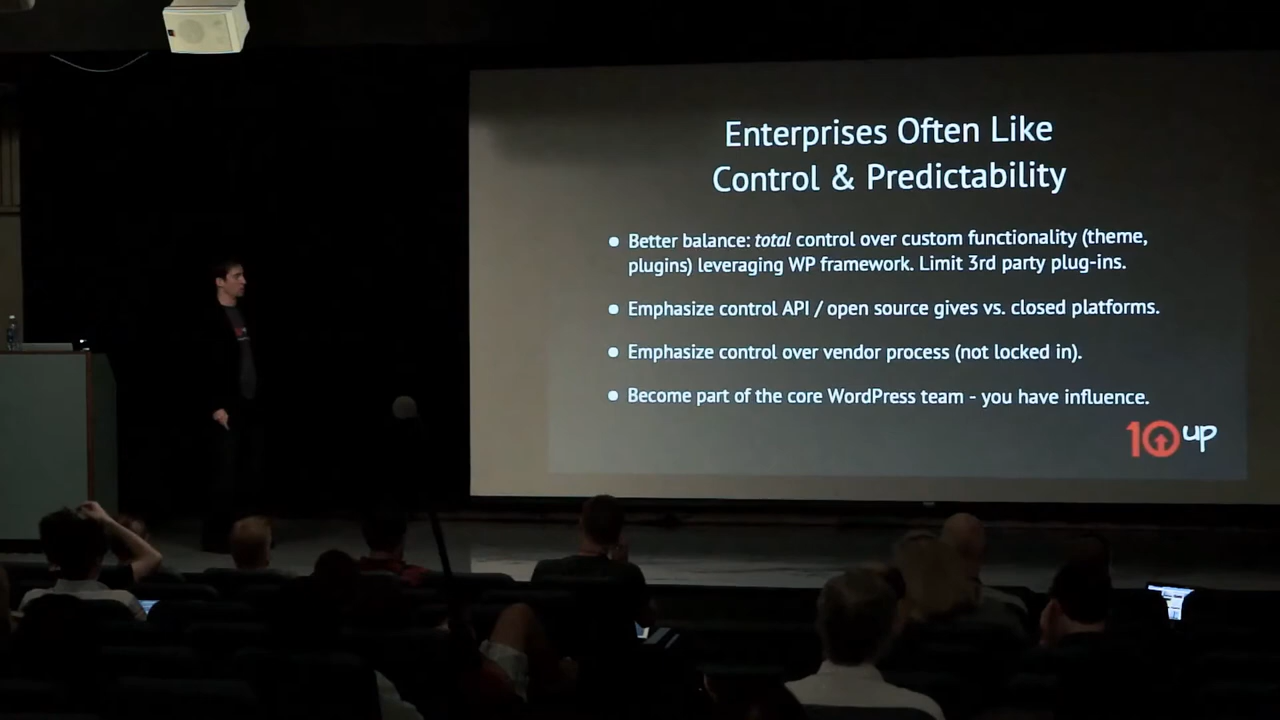 Enterprises Often Like
Control & Predictability
• Better balance: total control over custom functionality (theme,
plugins) leveraging WP framework. Limit 3rd party plug-ins.
• Emphasize control API / open source gives vs. closed platforms.
• Emphasize control over vendor process (not locked in).
• Become part of the core WordPress team - you have influence.
10up